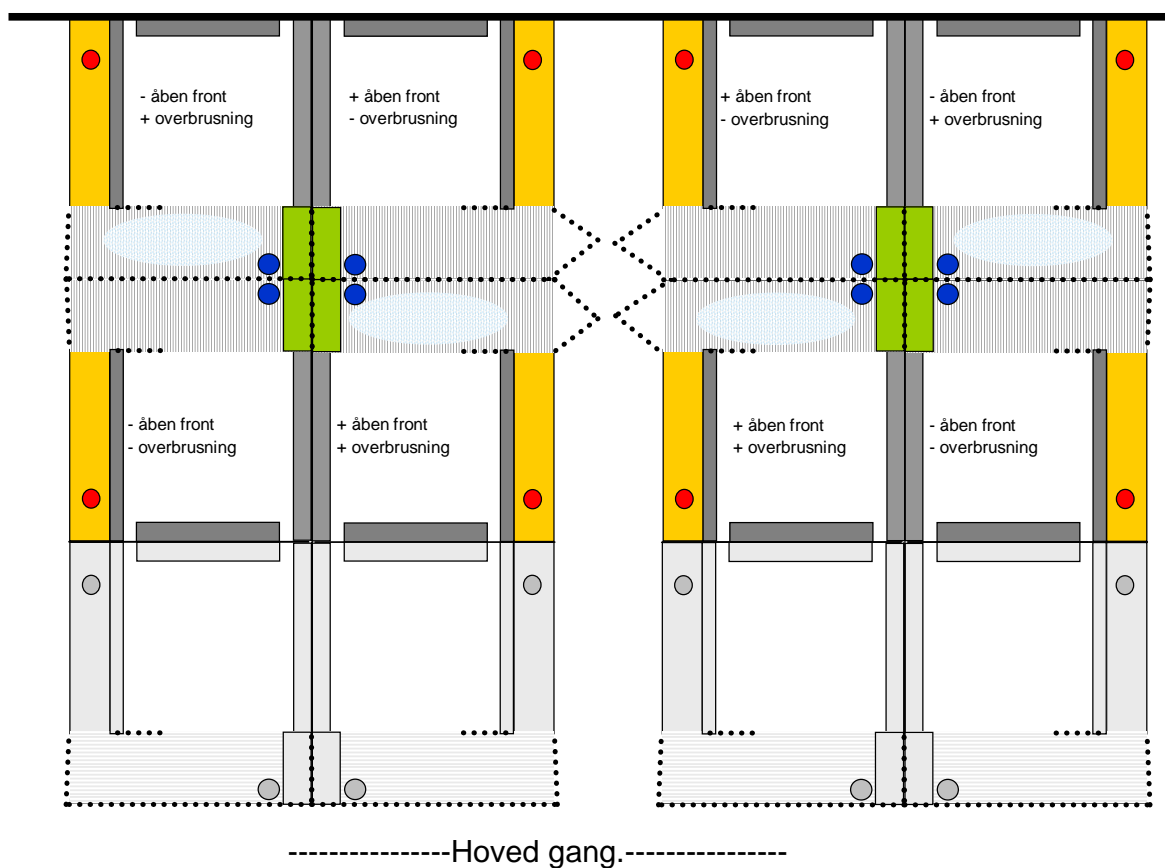 - åben front
+ overbrusning
+ åben front
- overbrusning
+ åben front
- overbrusning
- åben front
+ overbrusning
- åben front
- overbrusning
+ åben front
+ overbrusning
+ åben front
+ overbrusning
- åben front
- overbrusning
----------------Hoved gang.----------------